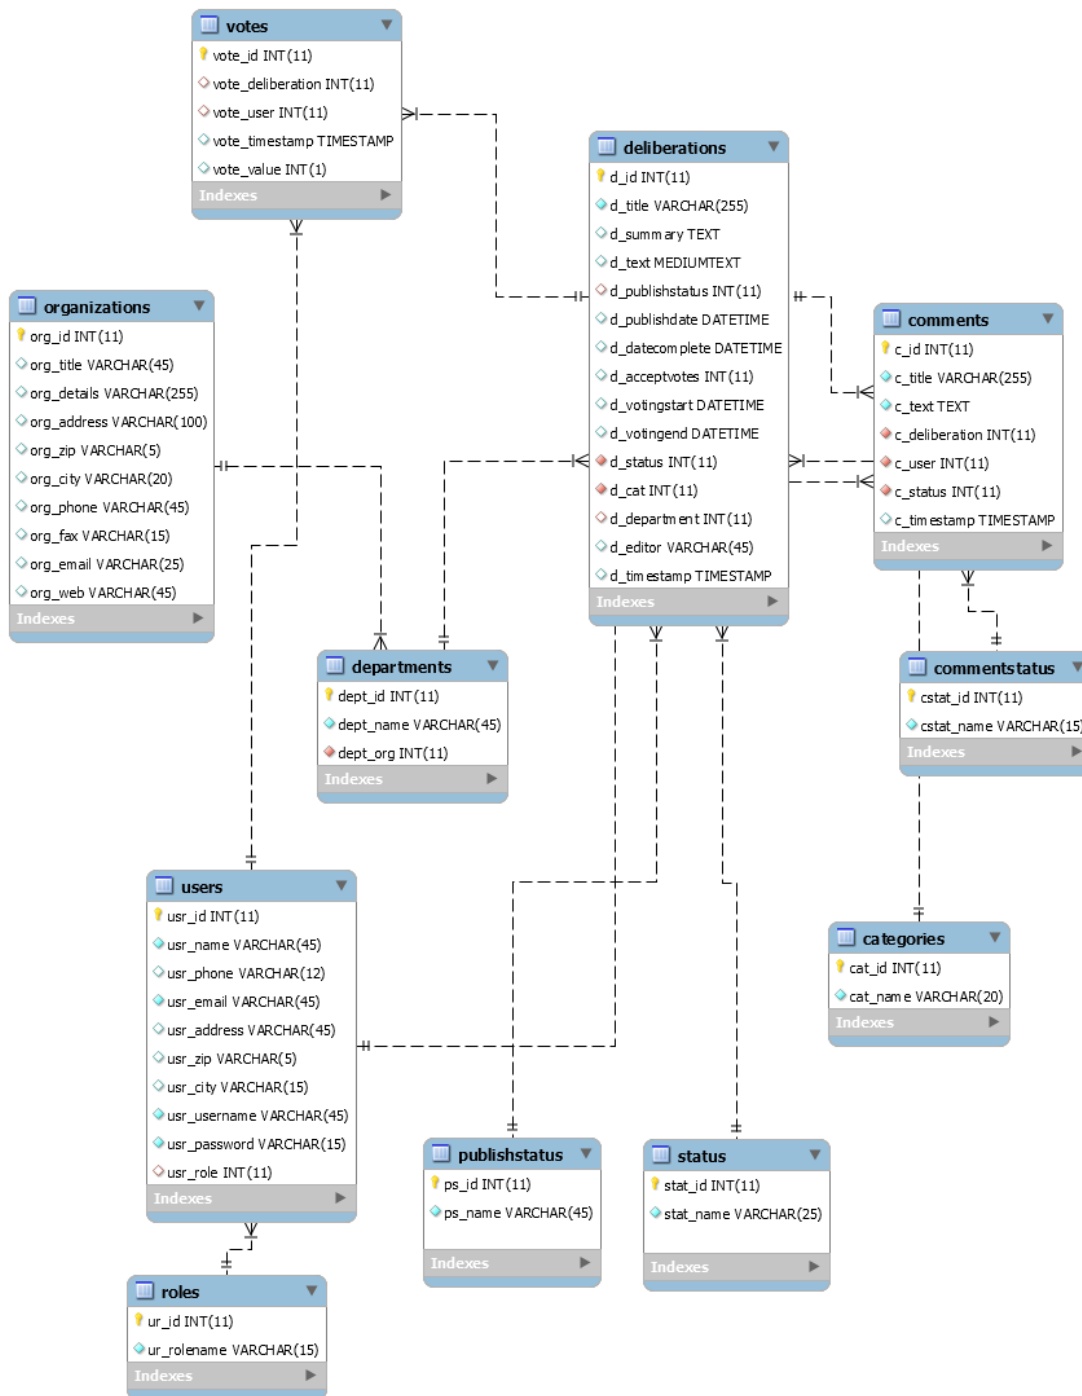 votes
vote_id INT(11)
vote_deliberation INT(11)
vote_user INT(11)
vote_timestamp TIMESTAMP
vote_value INT(1)
Indexes
deliberations
d_id INT(11)
d_title VARCHAR(255)
d_summary TEXT
d_text MEDIUMTEXT
d_publishstatus INT(11)
d_publishdate DATETIME
d_datecomplete DATETIME
d_acceptvotes INT(11)
d_votingstart DATETIME
d_votingend DATETIME
d_status INT(11)
d_cat INT(11)
d_department INT(11)
d_editor VARCHAR(45)
d_timestamp TIMESTAMP
Indexes
organizations
org_id INT(11)
org_title VARCHAR(45)
org_details VARCHAR(255)
org_address VARCHAR(100)
org_zip VARCHAR(5)
org_city VARCHAR(20)
org_phone VARCHAR(45)
org_fax VARCHAR(15)
org_email VARCHAR(25)
org_web VARCHAR(45)
Indexes
comments
c_id INT(11)
c_title VARCHAR(255)
c_text TEXT
c_deliberation INT(11)
c_user INT(11)
c_status INT(11)
c_timestamp TIMESTAMP
Indexes
departments
dept_id INT(11)
dept_name VARCHAR(45)
dept_org INT(11)
Indexes
commentstatus
cstat_id INT(11)
cstat_name VARCHAR(15)
Indexes
users
usr_id INT(11)
usr_name VARCHAR(45)
usr_phone VARCHAR(12)
usr_email VARCHAR(45)
usr_address VARCHAR(45)
usr_zip VARCHAR(5)
usr_city VARCHAR(15)
usr_username VARCHAR(45)
usr_password VARCHAR(15)
usr_role INT(11)
Indexes
categories
cat_id INT(11)
cat_name VARCHAR(20)
Indexes
publishstatus
ps_id INT(11)
ps_name VARCHAR(45)
Indexes
status
stat_id INT(11)
stat_name VARCHAR(25)
Indexes
roles
ur_id INT(11)
ur_rolename VARCHAR(15)
Indexes